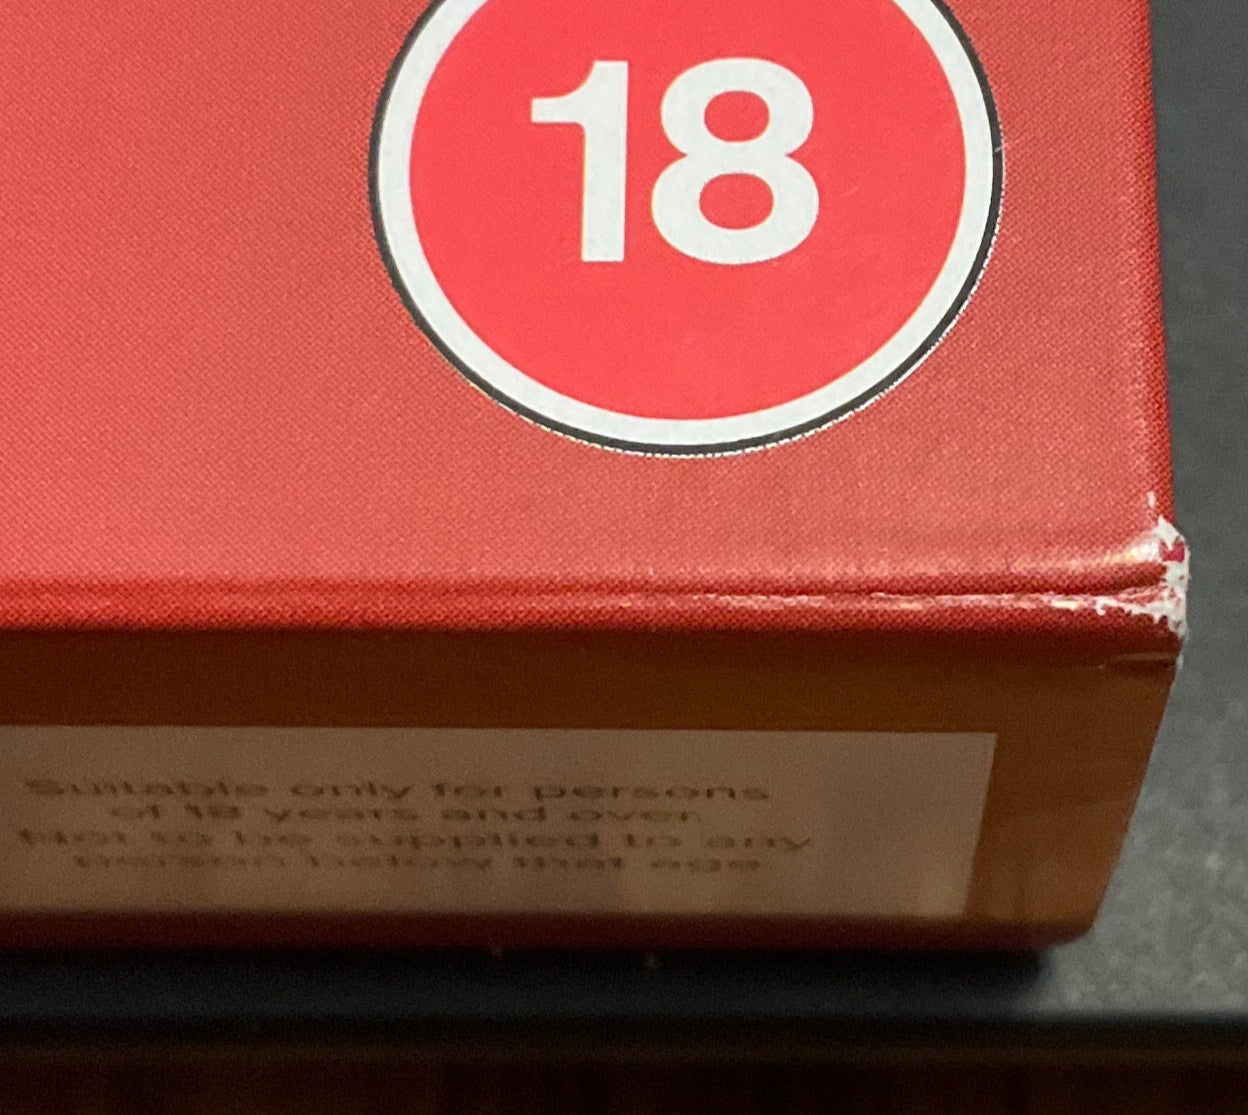 18
Suitable only for persons
of 18 years and over.
Not to be supplied to any
person below that age